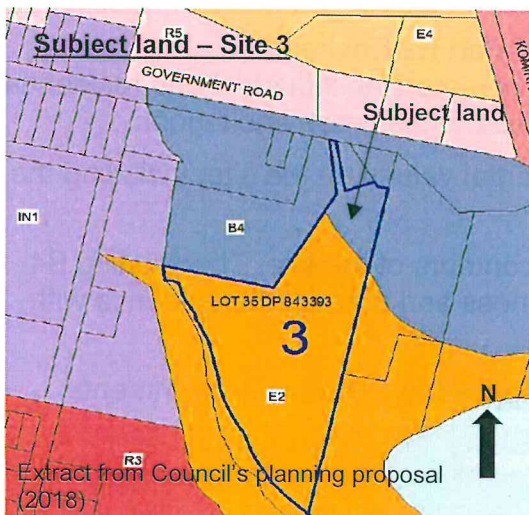 Subject land – Site 3
R5
E4
GOVERNMENT ROAD
Subject land
IN1
B4
LOT 35 DP 843393
3
E2
N
R3
Extract from Council's planning proposal
(2018)